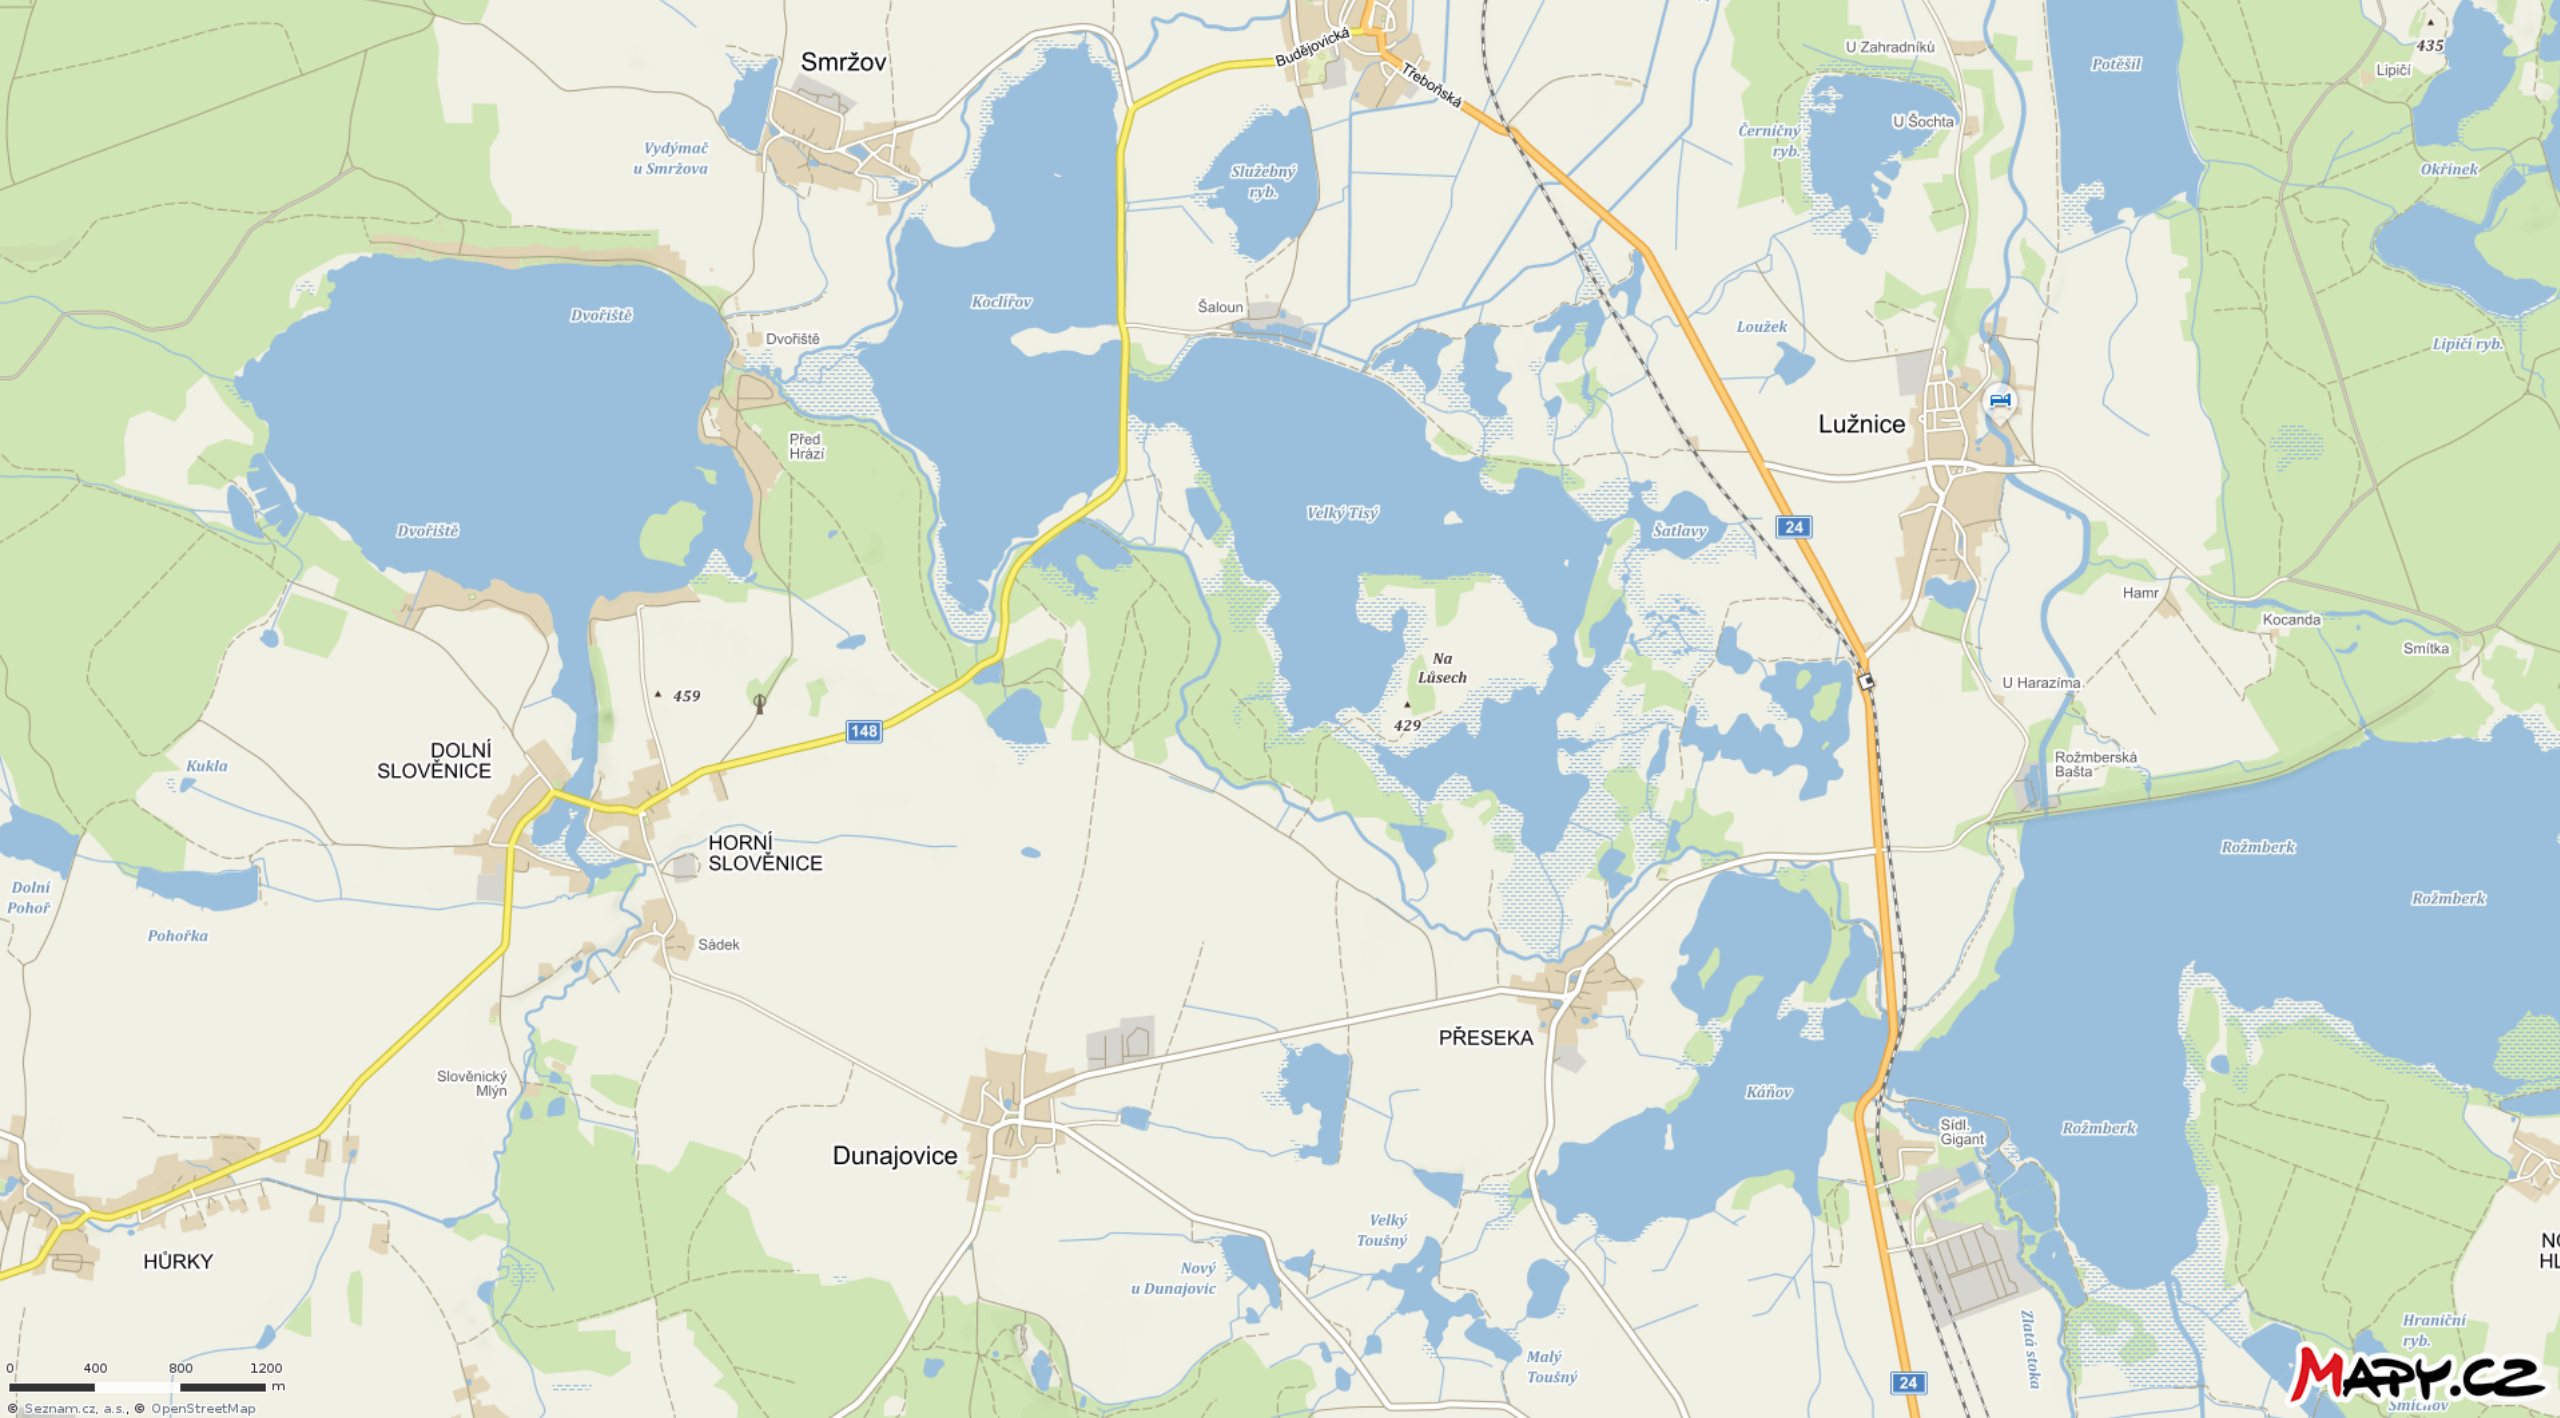 Budějovická
Třeboňská
U Zahradníků
Potěšil
435
Lipičí
Smržov
Vydýmač
u Smržova
Služebný
ryb.
Černičný
ryb.
U Šochta
Okřínek
Dvořiště
Dvořiště
Koclířov
Šaloun
Loužek
Lipičí ryb.
Před
Hrází
Lužnice
Dvořiště
Velký Tisý
Šatlavy
24
Hamr
Kocanda
Smítka
Na
Lůsech
429
U Harazíma
459
148
DOLNÍ
SLOVĚNICE
Kukla
Rožmberská
Bašta
HORNÍ
SLOVĚNICE
Rožmberk
Dolní
Pohoř
Pohořka
Rožmberk
Sádek
PŘESEKA
Slověnický
Mlýn
Káňov
Sídl.
Gigant
Rožmberk
Dunajovice
HŮRKY
Velký
Toušný
Nový
u Dunajovic
NO
HL
Zlatá stoka
Hraniční
ryb.
Malý
Toušný
24
Smíchov
0 400 800 1200
m
© Seznam.cz, a.s., © OpenStreetMap
MAPY.CZ